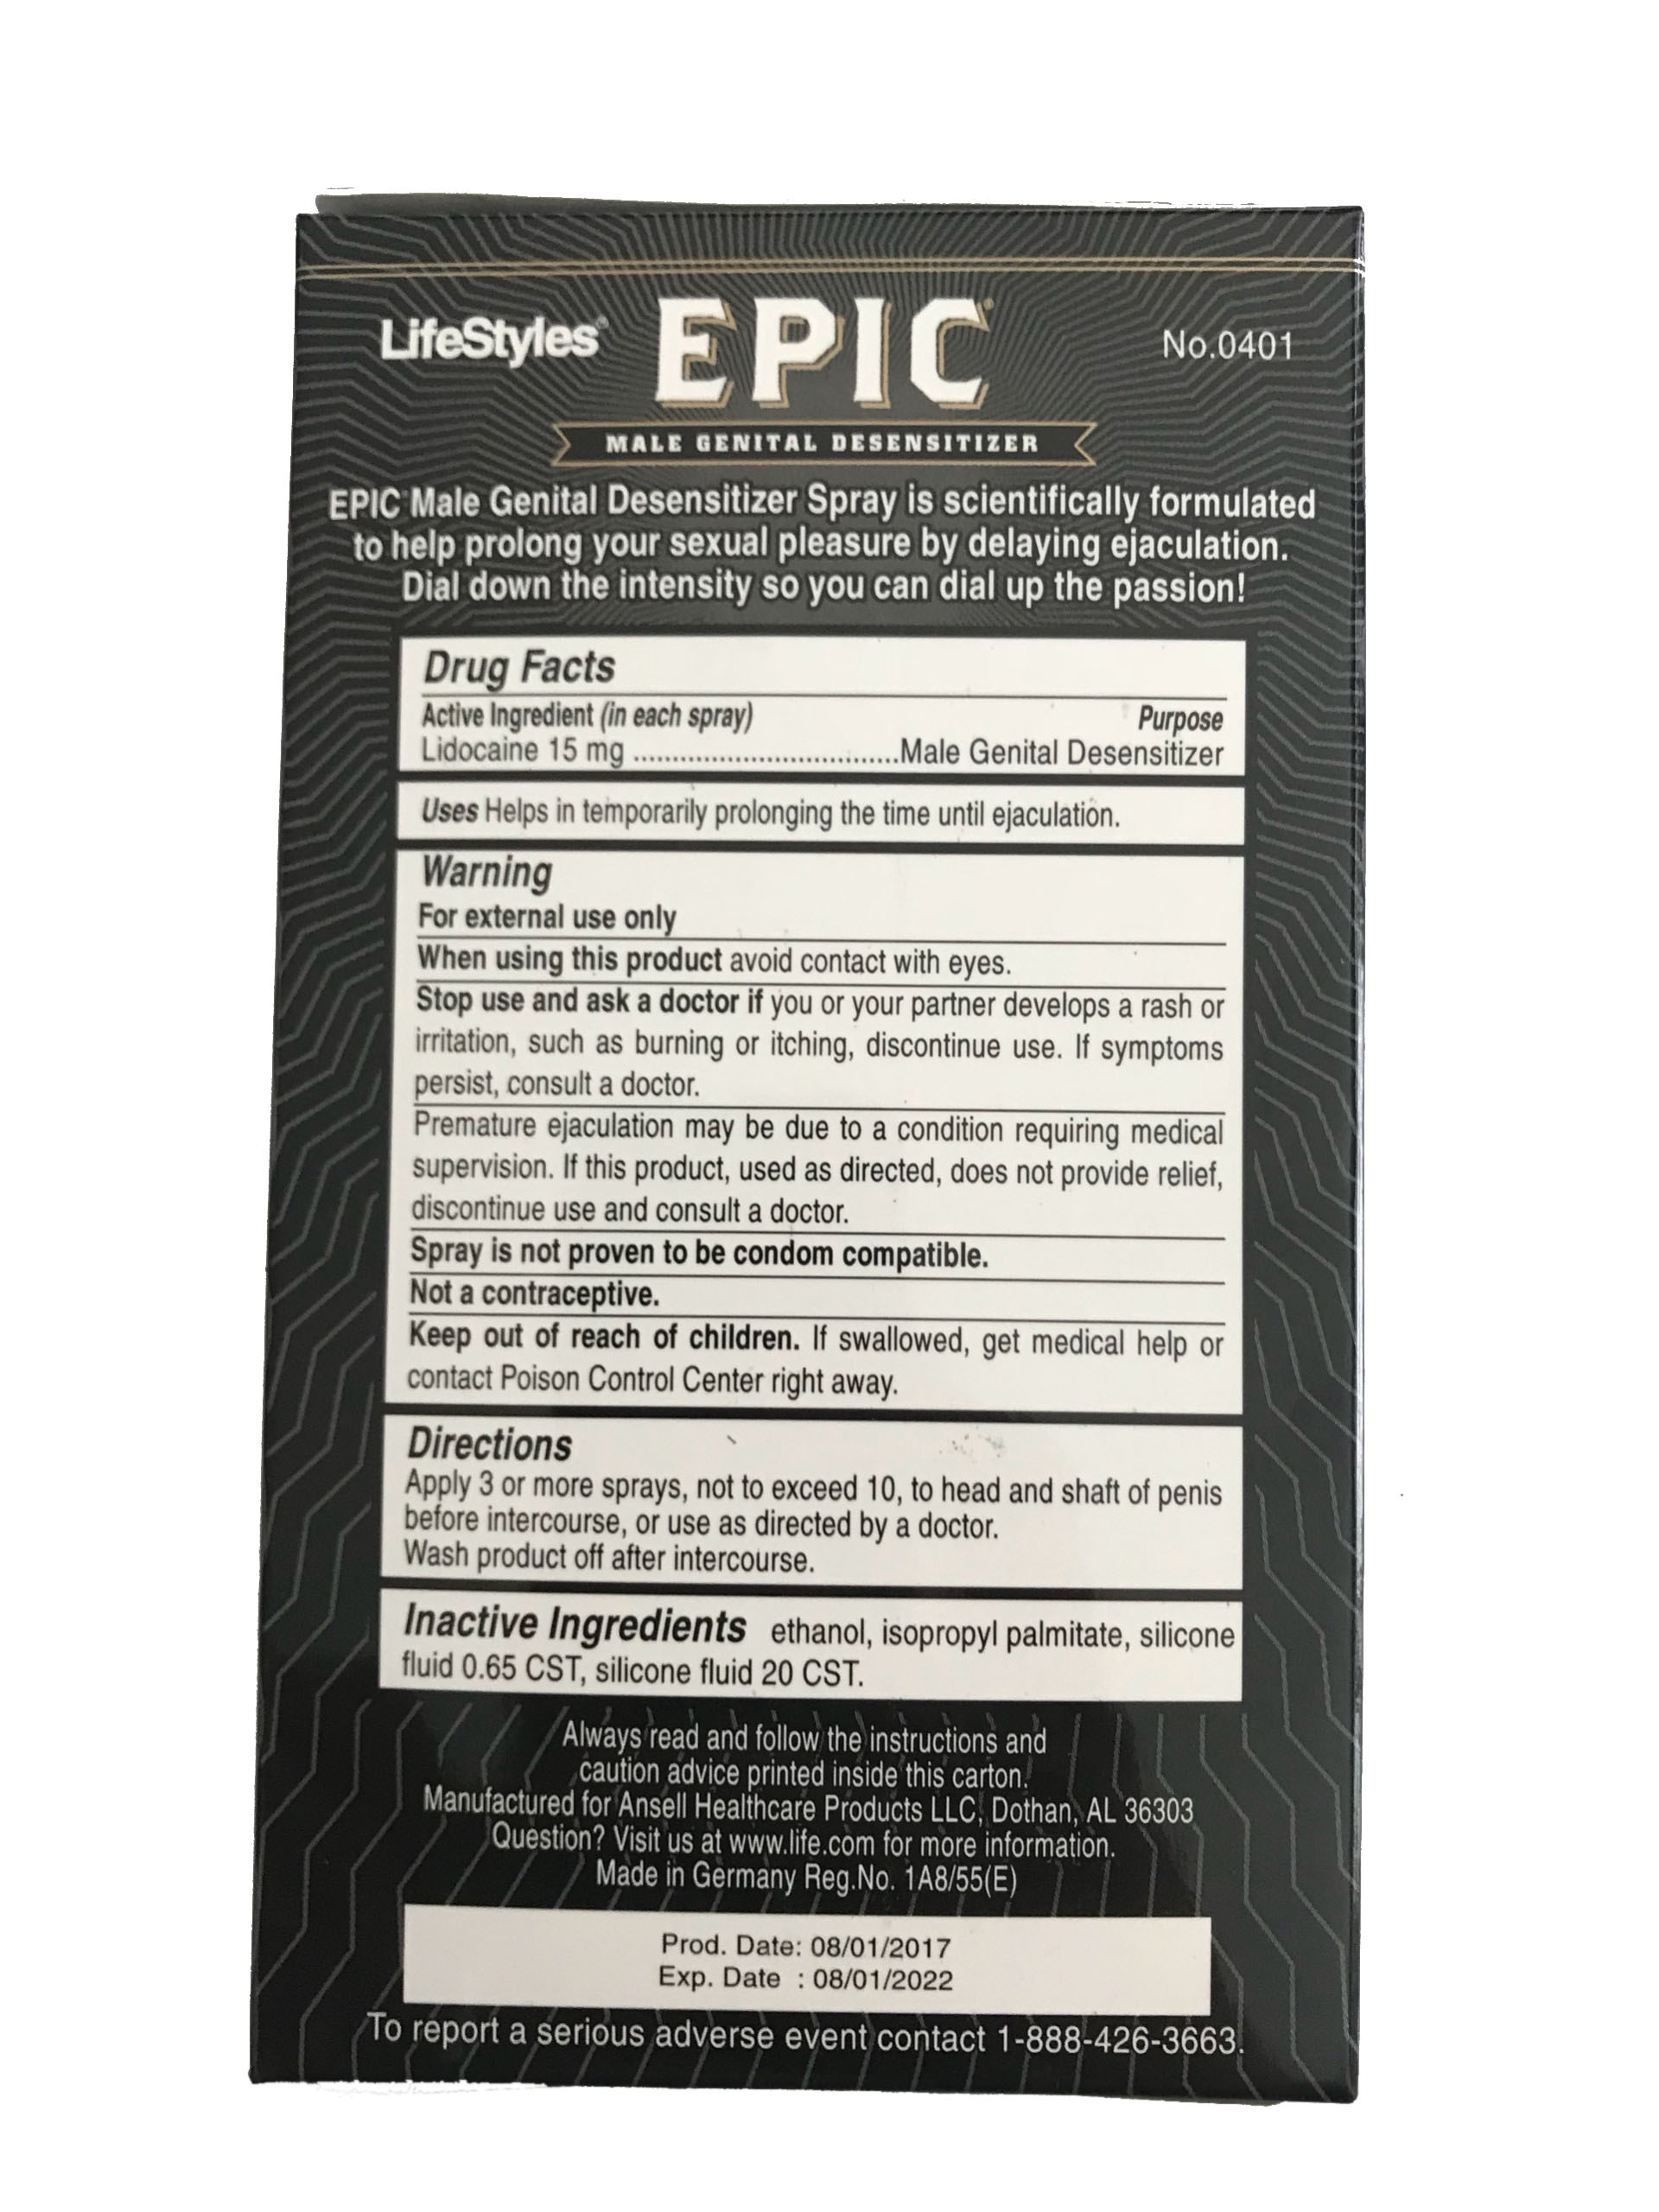 LifeStyles® EPIC® No.0401
MALE GENITAL DESENSITIZER
EPIC Male Genital Desensitizer Spray is scientifically formulated
to help prolong your sexual pleasure by delaying ejaculation.
Dial down the intensity so you can dial up the passion!
Drug Facts
Active Ingredient (in each spray) Purpose
Lidocaine 15 mg ..................................Male Genital Desensitizer
Uses Helps in temporarily prolonging the time until ejaculation.
Warning
For external use only
When using this product avoid contact with eyes.
Stop use and ask a doctor if you or your partner develops a rash or
irritation, such as burning or itching, discontinue use. If symptoms
persist, consult a doctor.
Premature ejaculation may be due to a condition requiring medical
supervision. If this product, used as directed, does not provide relief,
discontinue use and consult a doctor.
Spray is not proven to be condom compatible.
Not a contraceptive.
Keep out of reach of children. If swallowed, get medical help or
contact Poison Control Center right away.
Directions
Apply 3 or more sprays, not to exceed 10, to head and shaft of penis
before intercourse, or use as directed by a doctor.
Wash product off after intercourse.
Inactive Ingredients ethanol, isopropyl palmitate, silicone
fluid 0.65 CST, silicone fluid 20 CST.
Always read and follow the instructions and
caution advice printed inside this carton.
Manufactured for Ansell Healthcare Products LLC, Dothan, AL 36303
Question? Visit us at www.life.com for more information.
Made in Germany Reg.No. 1A8/55(E)
Prod. Date: 08/01/2017
Exp. Date : 08/01/2022
To report a serious adverse event contact 1-888-426-3663.